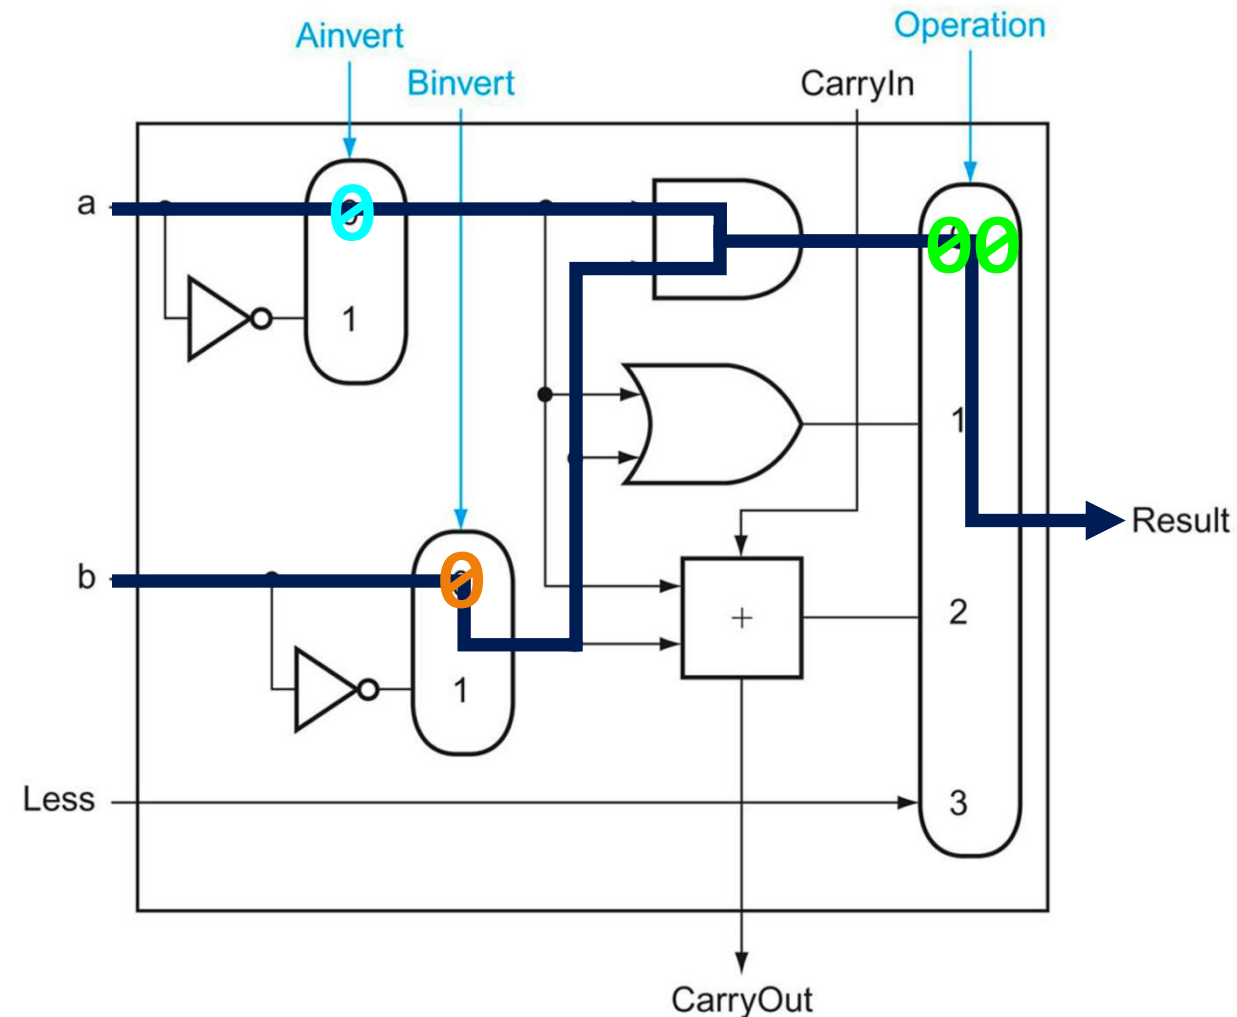 Operation
Ainvert
Binvert
CarryIn
a
0
00
1
1
Result
b
0
+
2
1
Less
3
CarryOut